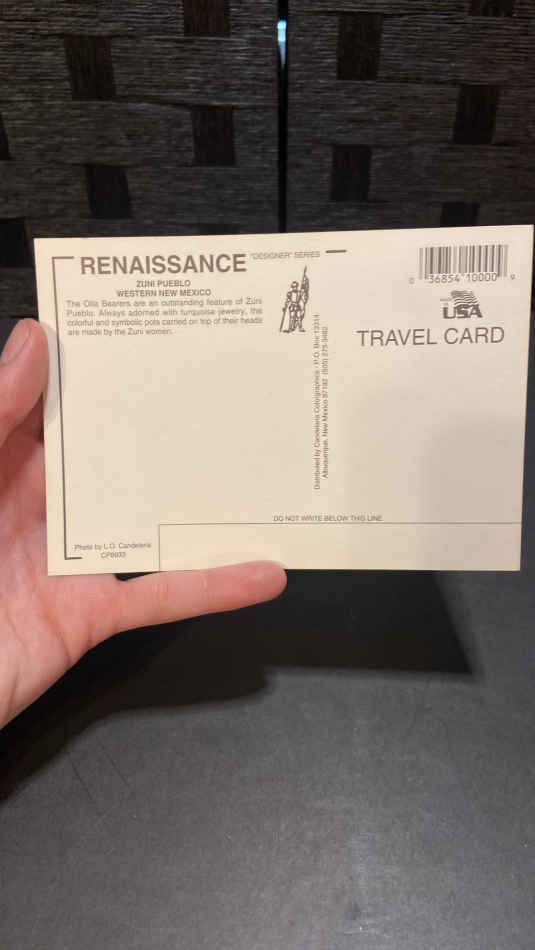 RENAISSANCE "DESIGNER" SERIES
ZUNI PUEBLO
WESTERN NEW MEXICO
The Olla Bearers are an outstanding feature of Zuni
Pueblo. Always adorned with turquoise jewelry, the
colorful and symbolic pots carried on top of their heads
are made by the Zuni women.
Photo by L.O. Candelaria
CP6933
Distributed by Candelaria Colorgraphics - P.O. Box 13314
Albuquerque, New Mexico 87192 (505) 275-3482
0 36854 10000 9
USA
TRAVEL CARD
DO NOT WRITE BELOW THIS LINE